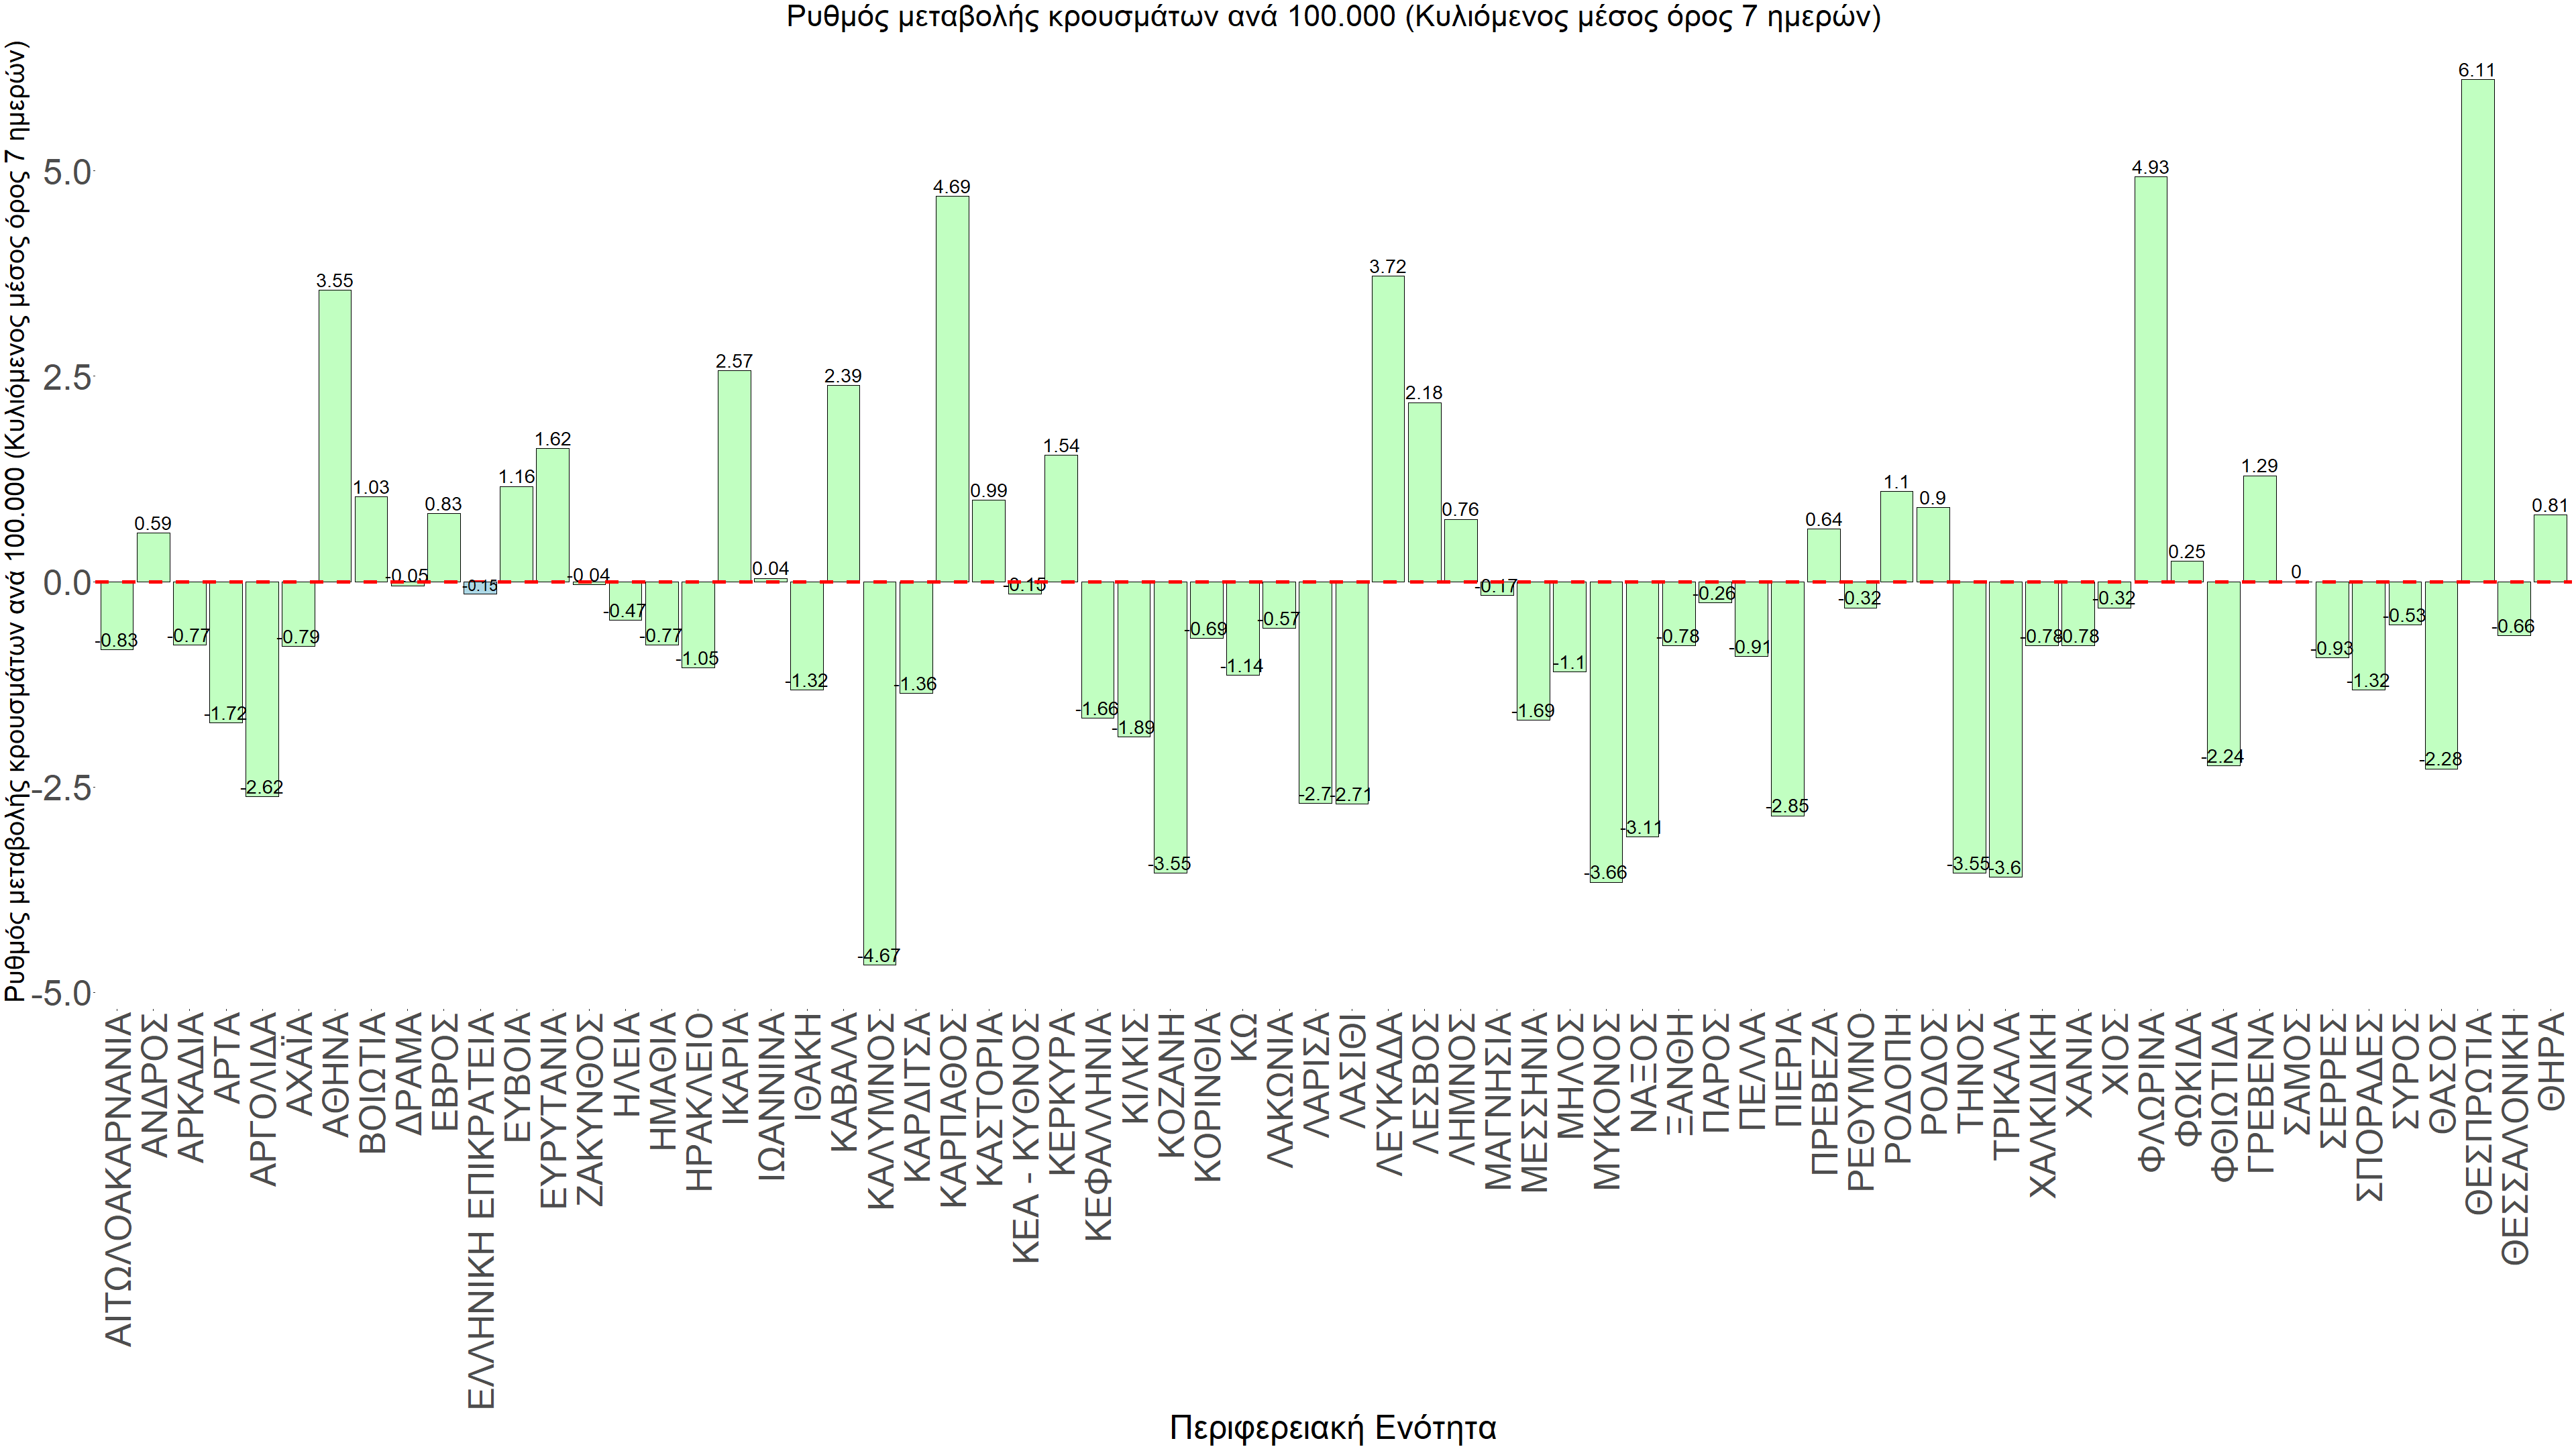 Ρυθμός μεταβολής κρουσμάτων ανά 100.000 (Κυλιόμενος μέσος όρος 7 ημερών)
Ρυθμός μεταβολής κρουσμάτων ανά 100.000 (Κυλιόμενος μέσος όρος 7 ημερών)
5.0
2.5
0.0
-2.5
-5.0
-0.83
0.59
-0.77
-1.72
-2.62
-0.79
3.55
1.03
-0.05
0.83
-0.15
1.16
1.62
-0.04
-0.47
-0.77
-1.05
2.57
0.04
-1.32
2.39
-4.67
-1.36
4.69
0.99
-0.15
1.54
-1.66
-1.89
-3.55
-0.69
-1.14
-0.57
-2.7
-2.71
3.72
2.18
0.76
-0.17
-1.69
-1.1
-3.66
-3.11
-0.78
-0.26
-0.91
-2.85
0.64
-0.32
1.1
0.9
-3.55
-3.6
-0.78
-0.78
-0.32
4.93
0.25
-2.24
1.29
0
-0.93
-1.32
-0.53
-2.28
6.11
-0.66
0.81
ΑΙΤΩΛΟΑΚΑΡΝΑΝΙΑ
ΑΝΔΡΟΣ
ΑΡΚΑΔΙΑ
ΑΡΤΑ
ΑΡΓΟΛΙΔΑ
ΑΧΑΪΑ
ΑΘΗΝΑ
ΒΟΙΩΤΙΑ
ΔΡΑΜΑ
ΕΒΡΟΣ
ΕΛΛΗΝΙΚΗ ΕΠΙΚΡΑΤΕΙΑ
ΕΥΒΟΙΑ
ΕΥΡΥΤΑΝΙΑ
ΖΑΚΥΝΘΟΣ
ΗΛΕΙΑ
ΗΜΑΘΙΑ
ΗΡΑΚΛΕΙΟ
ΙΚΑΡΙΑ
ΙΩΑΝΝΙΝΑ
ΙΘΑΚΗ
ΚΑΒΑΛΑ
ΚΑΛΥΜΝΟΣ
ΚΑΡΔΙΤΣΑ
ΚΑΡΠΑΘΟΣ
ΚΑΣΤΟΡΙΑ
ΚΕΑ - ΚΥΘΝΟΣ
ΚΕΡΚΥΡΑ
ΚΕΦΑΛΛΗΝΙΑ
ΚΙΛΚΙΣ
ΚΟΖΑΝΗ
ΚΟΡΙΝΘΙΑ
ΚΩ
ΛΑΚΩΝΙΑ
ΛΑΡΙΣΑ
ΛΑΣΙΘΙ
ΛΕΥΚΑΔΑ
ΛΕΣΒΟΣ
ΛΗΜΝΟΣ
ΜΑΓΝΗΣΙΑ
ΜΕΣΣΗΝΙΑ
ΜΗΛΟΣ
ΜΥΚΟΝΟΣ
ΝΑΞΟΣ
ΞΑΝΘΗ
ΠΑΡΟΣ
ΠΕΛΛΑ
ΠΙΕΡΙΑ
ΠΡΕΒΕΖΑ
ΡΕΘΥΜΝΟ
ΡΟΔΟΠΗ
ΡΟΔΟΣ
ΤΗΝΟΣ
ΤΡΙΚΑΛΑ
ΧΑΛΚΙΔΙΚΗ
ΧΑΝΙΑ
ΧΙΟΣ
ΦΛΩΡΙΝΑ
ΦΩΚΙΔΑ
ΦΘΙΩΤΙΔΑ
ΓΡΕΒΕΝΑ
ΣΑΜΟΣ
ΣΕΡΡΕΣ
ΣΠΟΡΑΔΕΣ
ΣΥΡΟΣ
ΘΑΣΟΣ
ΘΕΣΠΡΩΤΙΑ
ΘΕΣΣΑΛΟΝΙΚΗ
ΘΗΡΑ
Περιφερειακή Ενότητα